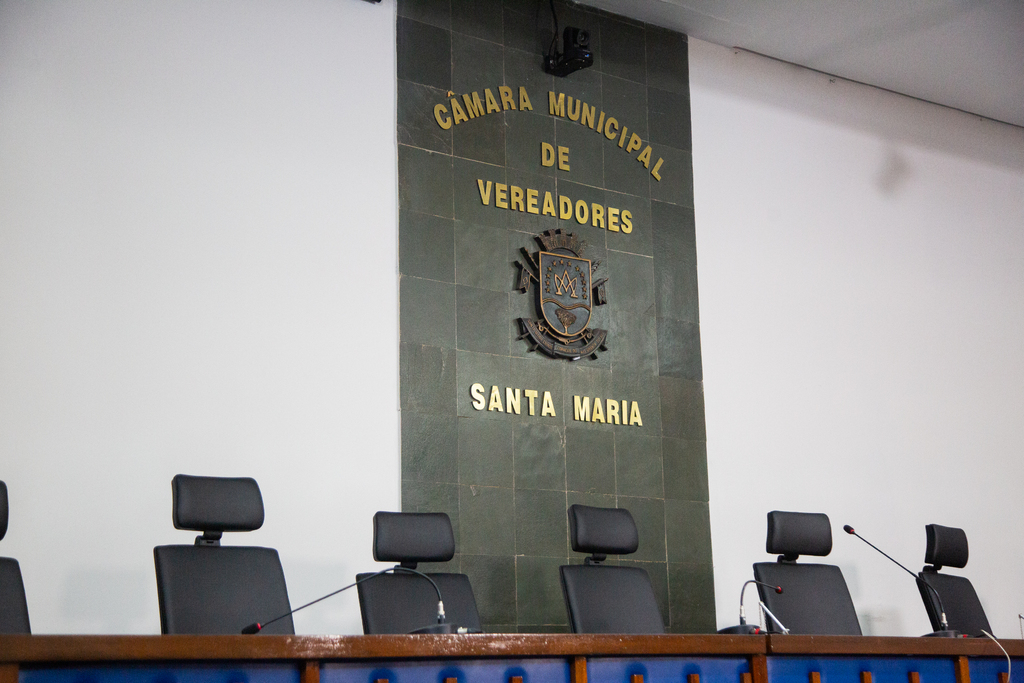 CÂMARA MUNICIPAL
DE
VEREADORES
SANTA MARIA